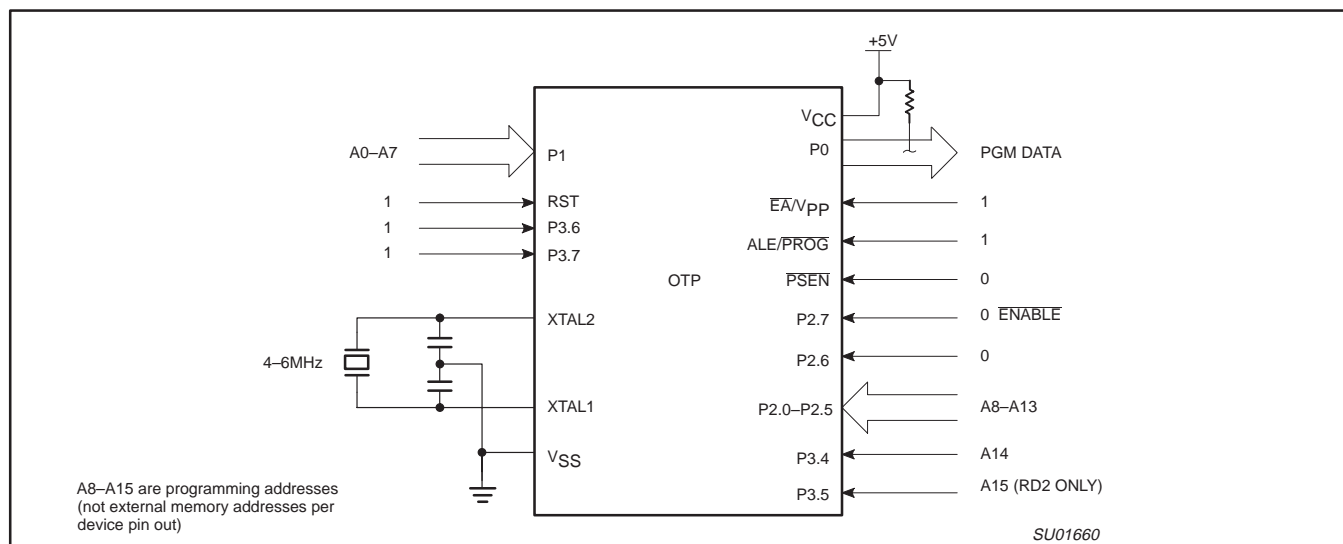 +5V
VCC
A0–A7
P1
P0
PGM DATA
1
RST
EA/VPP
1
1
P3.6
ALE/PROG
1
1
P3.7
OTP
PSEN
0
XTAL2
P2.7
0 ENABLE
4–6MHz
P2.6
0
XTAL1
P2.0–P2.5
A8–A13
VSS
P3.4
A14
P3.5
A15 (RD2 ONLY)
A8–A15 are programming addresses
(not external memory addresses per
device pin out)
SU01660